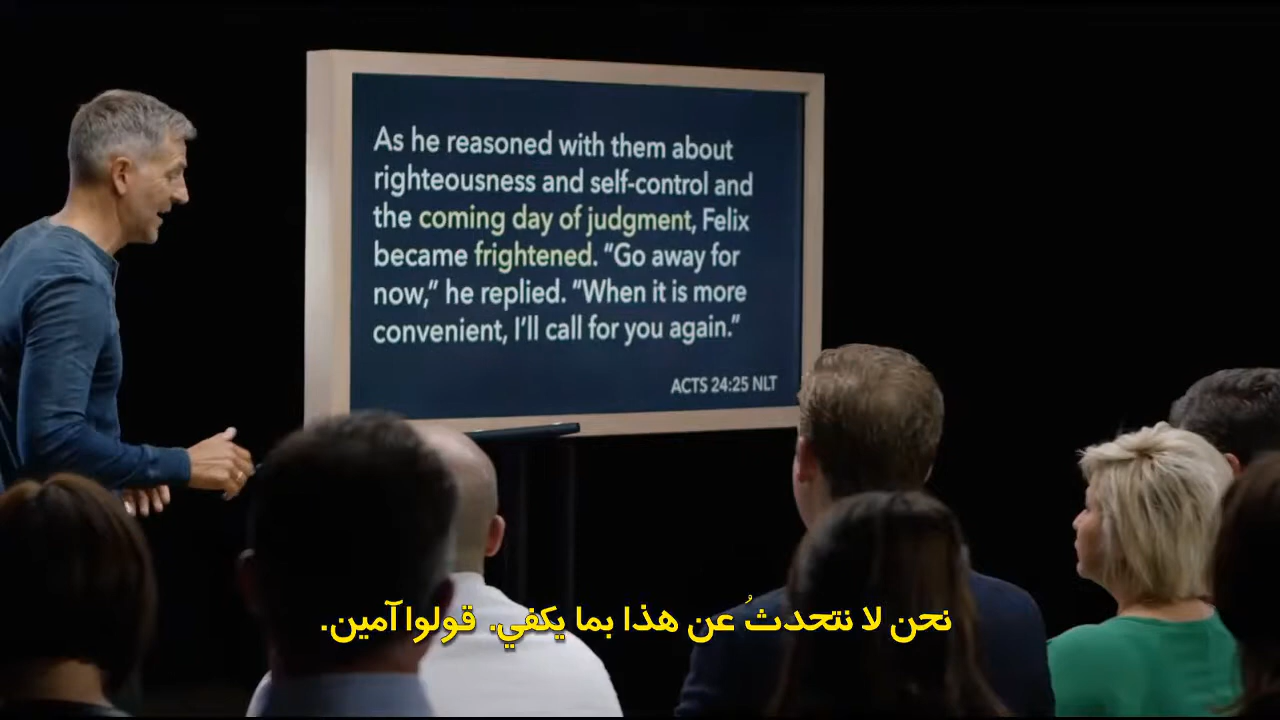 As he reasoned with them about
righteousness and self-control and
the coming day of judgment, Felix
became frightened. "Go away for
now," he replied. "When it is more
convenient, I'll call for you again."
ACTS 24:25 NLT
نحن لا نتحدثُ عن هذا بما يكفي. قولوا آمين.